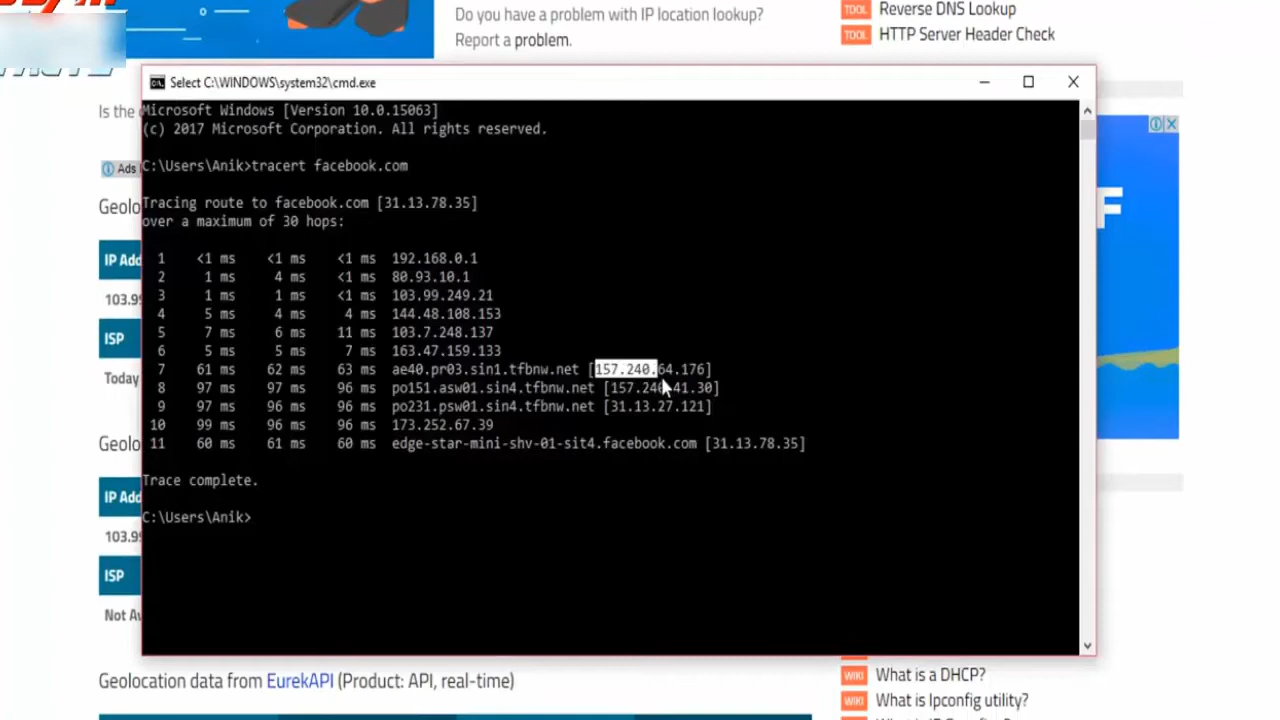 Do you have a problem with IP location lookup?
Report a problem.
TOOL Reverse DNS Lookup
TOOL HTTP Server Header Check
Select C:\WINDOWS\system32\cmd.exe
Is the
Microsoft Windows [Version 10.0.15063]
(c) 2017 Microsoft Corporation. All rights reserved.
Ads
C:\Users\Anik>tracert facebook.com
Geolo
Tracing route to facebook.com [31.13.78.35]
over a maximum of 30 hops:
IP Add
103.99
ISP
Today
1 <1 ms <1 ms <1 ms 192.168.0.1
2 1 ms 4 ms <1 ms 80.93.10.1
3 1 ms 1 ms <1 ms 103.99.249.21
4 5 ms 4 ms 4 ms 144.48.108.153
5 7 ms 6 ms 11 ms 103.7.248.137
6 5 ms 5 ms 7 ms 163.47.159.133
7 61 ms 62 ms 63 ms ae40.pr03.sin1.tfbnw.net [157.240.64.176]
8 97 ms 97 ms 96 ms po151.asw01.sin4.tfbnw.net [157.240.41.30]
9 97 ms 96 ms 96 ms po231.psw01.sin4.tfbnw.net [31.13.27.121]
10 99 ms 96 ms 96 ms 173.252.67.39
11 60 ms 61 ms 60 ms edge-star-mini-shv-01-sit4.facebook.com [31.13.78.35]
Geolo
Trace complete.
IP Add
C:\Users\Anik>
103.99
ISP
Not Av
F
Geolocation data from EurekAPI (Product: API, real-time)
WIKI What is a DHCP?
WIKI What is Ipconfig utility?